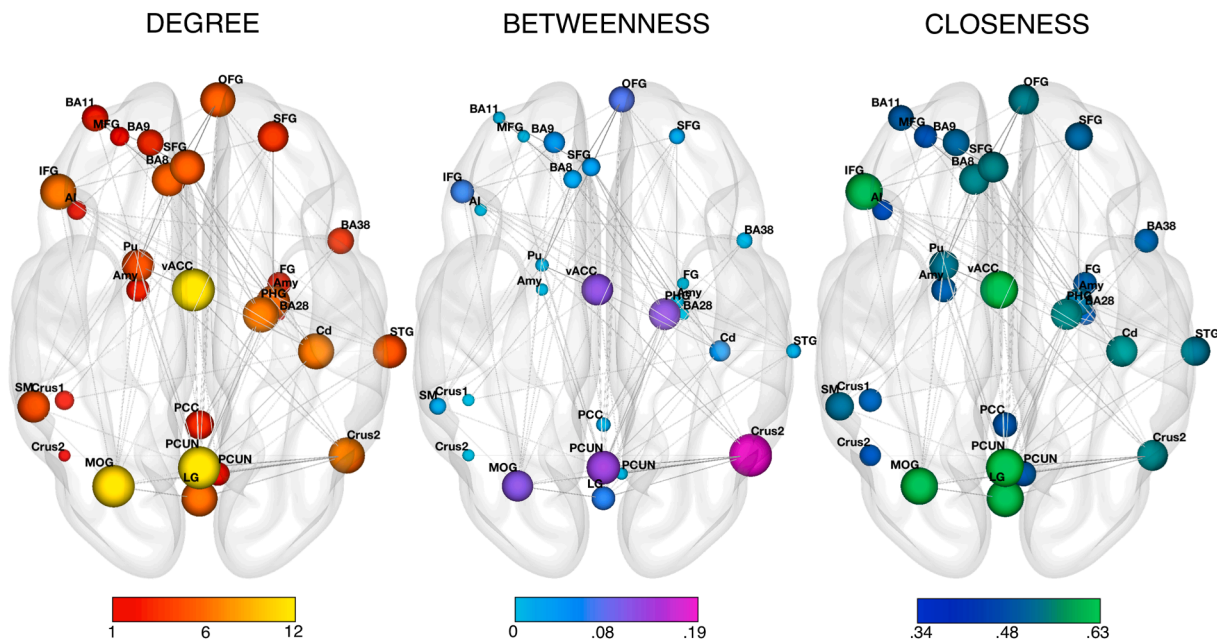 DEGREE
OFG
BA11
MFG
BA9
SFG
SFG
BA8
IFG
AI
BA38
Pu
vACC
FG
Amy
Amy
PHG
BA28
Cd
STG
SM
Crus1
PCC
Crus2
PCUN
Crus2
PCUN
MOG
LG
1 6 12
BETWEENNESS
OFG
BA11
MFG
BA9
SFG
SFG
BA8
IFG
AI
BA38
Pu
vACC
FG
Amy
Amy
PHG
BA28
Cd
STG
SM
Crus1
PCC
Crus2
PCUN
Crus2
PCUN
MOG
LG
0 .08 .19
CLOSENESS
OFG
BA11
MFG
BA9
SFG
SFG
BA8
IFG
AI
BA38
Pu
vACC
FG
Amy
Amy
PHG
BA28
Cd
STG
SM
Crus1
PCC
Crus2
PCUN
Crus2
PCUN
MOG
LG
.34 .48 .63